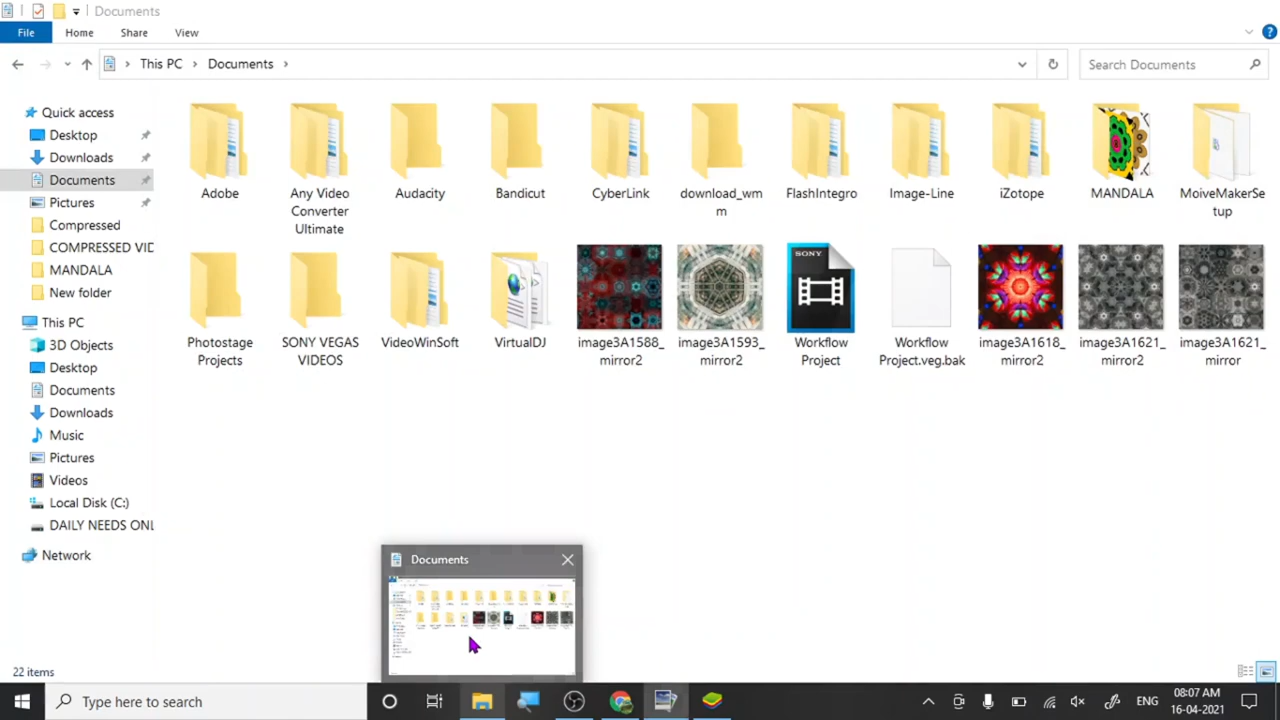 Documents
File
Home
Share
View
This PC
Documents
Search Documents
Quick access
Desktop
Downloads
Documents
Pictures
Compressed
COMPRESSED VID
MANDALA
New folder
This PC
3D Objects
Desktop
Documents
Downloads
Music
Pictures
Videos
Local Disk (C:)
DAILY NEEDS ONL
Network
Adobe
Any Video
Converter
Ultimate
Audacity
Bandicut
CyberLink
download_wm
m
FlashIntegro
Image-Line
iZotope
MANDALA
MoiveMakerSe
tup
Photostage
Projects
SONY VEGAS
VIDEOS
VideoWinSoft
VirtualDJ
image3A1588_
mirror2
image3A1593_
mirror2
SONY
Workflow
Project
Workflow
Project.veg.bak
image3A1618_
mirror2
image3A1621_
mirror2
image3A1621_
mirror
Documents
22 items
Type here to search
ENG
08:07 AM
16-04-2021